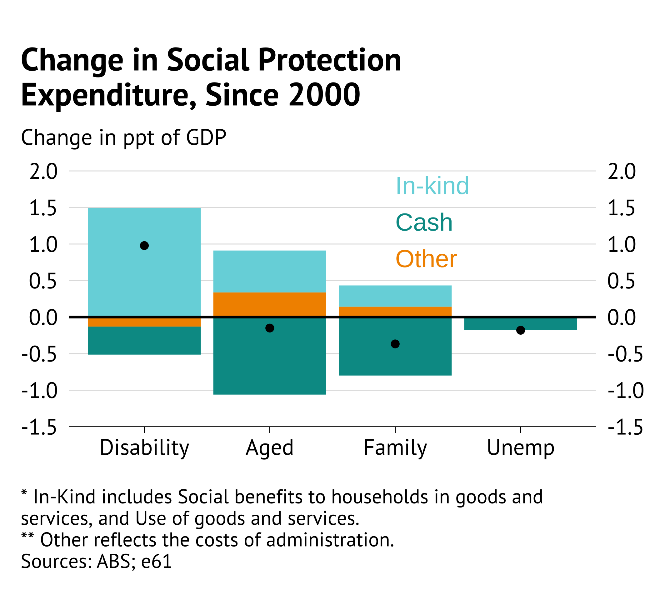 Change in Social Protection
Expenditure, Since 2000
Change in ppt of GDP
2.0 2.0
In-kind
1.5 1.5
Cash
1.0 1.0
Other
0.5 0.5
0.0 0.0
-0.5 -0.5
-1.0 -1.0
-1.5 -1.5
Disability Aged Family Unemp
* In-Kind includes Social benefits to households in goods and
services, and Use of goods and services.
** Other reflects the costs of administration.
Sources: ABS; e61